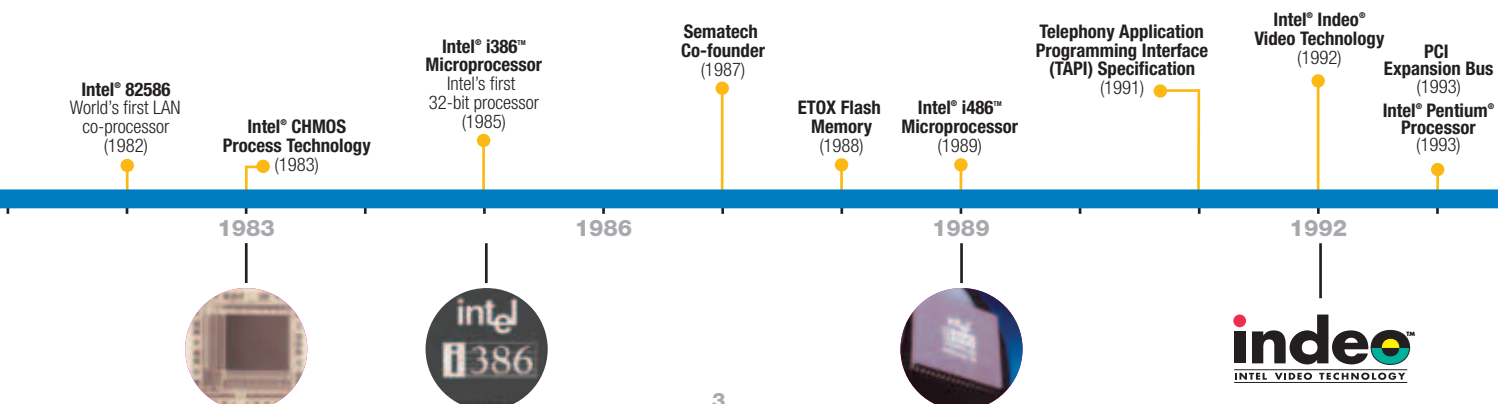 Intel® 82586
World's first LAN
co-processor
(1982)
Intel® CHMOS
Process Technology
(1983)
Intel® i386™
Microprocessor
Intel's first
32-bit processor
(1985)
Sematech
Co-founder
(1987)
ETOX Flash
Memory
(1988)
Intel® i486™
Microprocessor
(1989)
Telephony Application
Programming Interface
(TAPI) Specification
(1991)
Intel® Indeo®
Video Technology
(1992)
PCI
Expansion Bus
(1993)
Intel® Pentium®
Processor
(1993)
1983
1986
1989
1992
intel
i386
indeo™
INTEL VIDEO TECHNOLOGY
3